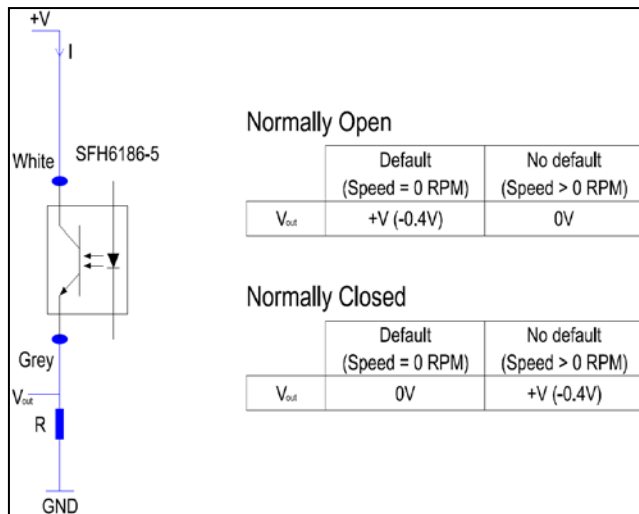 +V
I
SFH6186-5
White
Grey
Vout
R
GND
Normally Open
Default No default
(Speed = 0 RPM) (Speed > 0 RPM)
Vout +V (-0.4V) 0V
Normally Closed
Default No default
(Speed = 0 RPM) (Speed > 0 RPM)
Vout 0V +V (-0.4V)